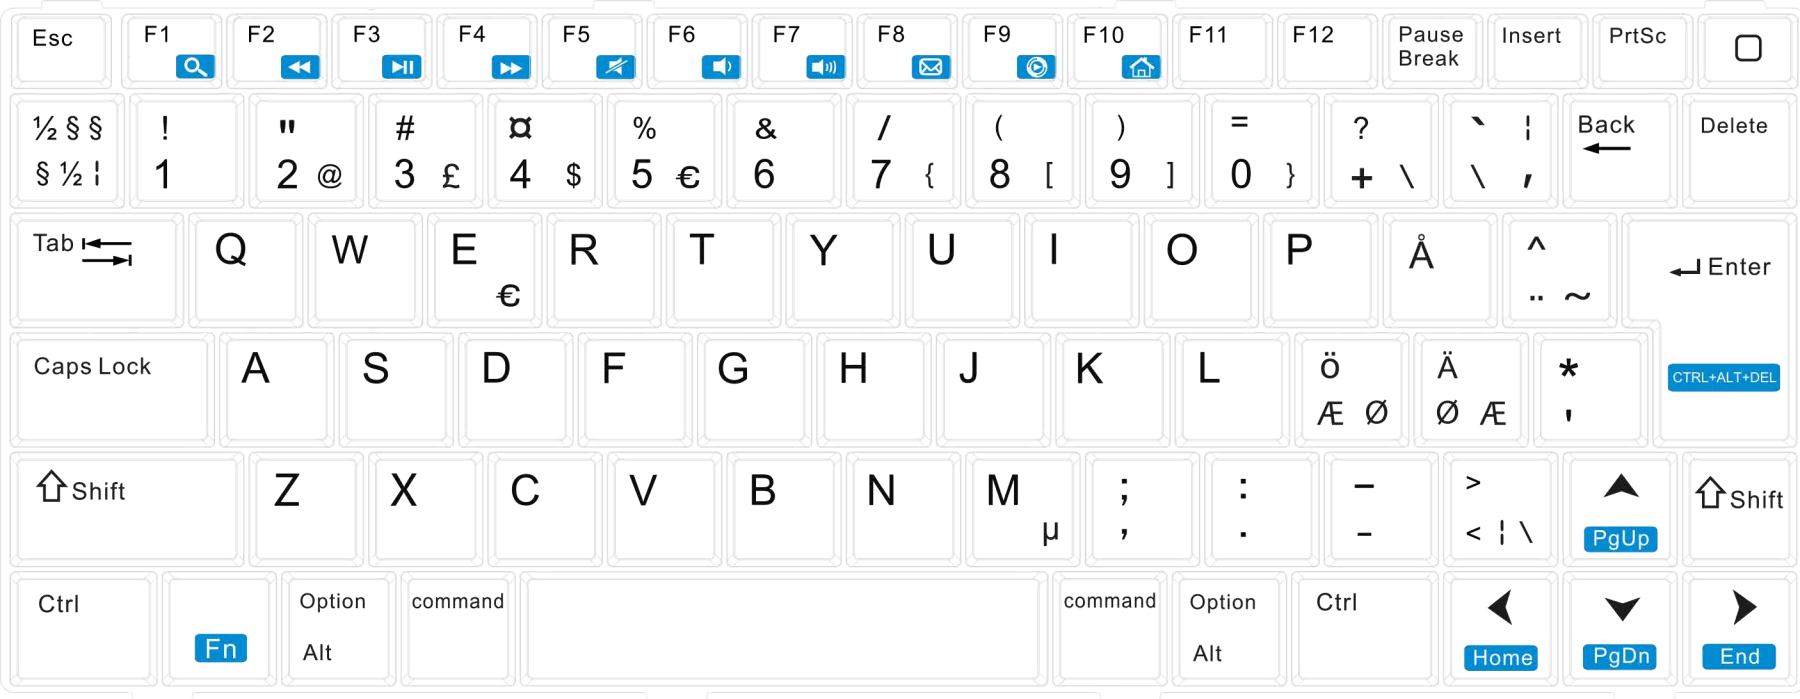 Esc F1 F2 F3 F4 F5 F6 F7 F8 F9 F10 F11 F12 Pause Insert PrtSc
Break
½ § § ! " # ¤ % & / ( ) = ? ` ¦ Back Delete
§ ½ ¦ 1 2 @ 3 £ 4 $ 5 € 6 7 { 8 [ 9 ] 0 } + \ \ ,
Tab Q W E R T Y U I O P Å ^ Enter
€ ¨ ~
Caps Lock A S D F G H J K L Ö Ä * CTRL+ALT+DEL
Æ Ø Ø Æ '
Shift Z X C V B N M ; : – > Shift
µ , . - < ¦ \ PgUp
Ctrl Option command command Option Ctrl
Fn Alt Alt Home PgDn End